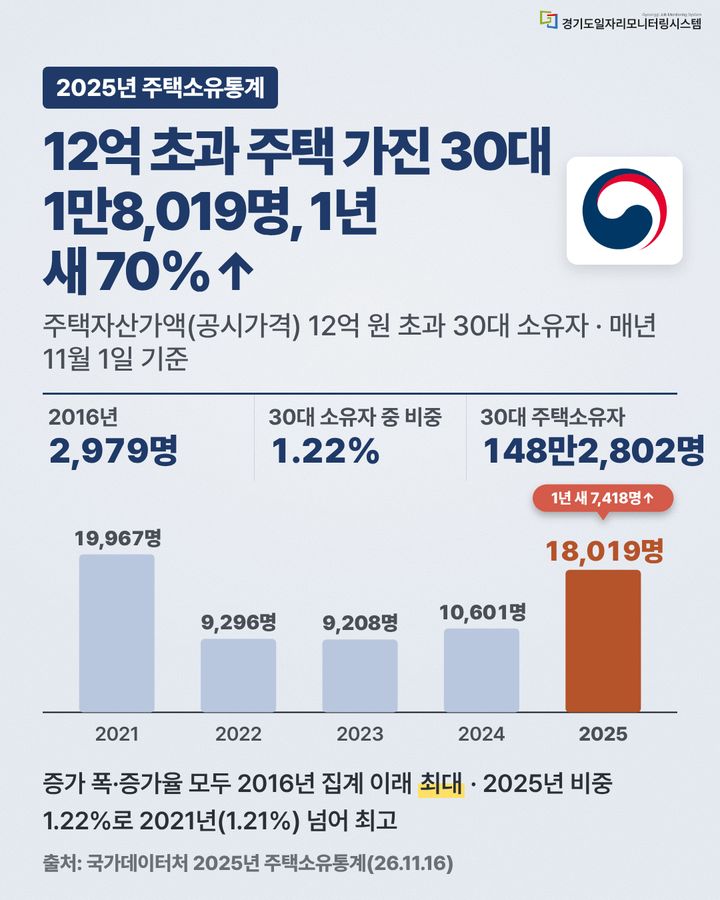 경기도일자리모니터링시스템
2025년 주택소유통계
12억 초과 주택 가진 30대
1만8,019명, 1년
새 70%↑
주택자산가액(공시가격) 12억 원 초과 30대 소유자 · 매년
11월 1일 기준
2016년
2,979명
30대 소유자 중 비중
1.22%
30대 주택소유자
148만2,802명
1년 새 7,418명↑
19,967명
9,296명
9,208명
10,601명
18,019명
2021
2022
2023
2024
2025
증가 폭·증가율 모두 2016년 집계 이래 최대 · 2025년 비중
1.22%로 2021년(1.21%) 넘어 최고
출처: 국가데이터처 2025년 주택소유통계(26.11.16)